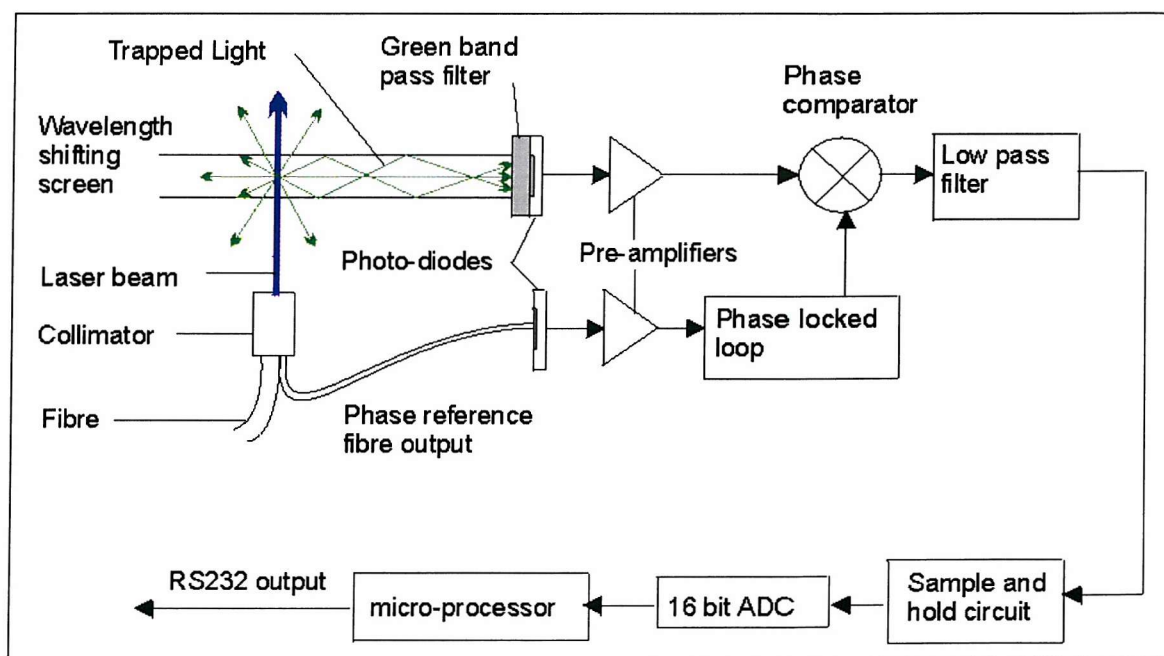 Trapped Light
Green band
pass filter
Phase
comparator
Wavelength
shifting
screen
Low pass
filter
Laser beam
Photo-diodes
Pre-amplifiers
Collimator
Phase locked
loop
Fibre
Phase reference
fibre output
RS232 output
micro-processor
16 bit ADC
Sample and
hold circuit